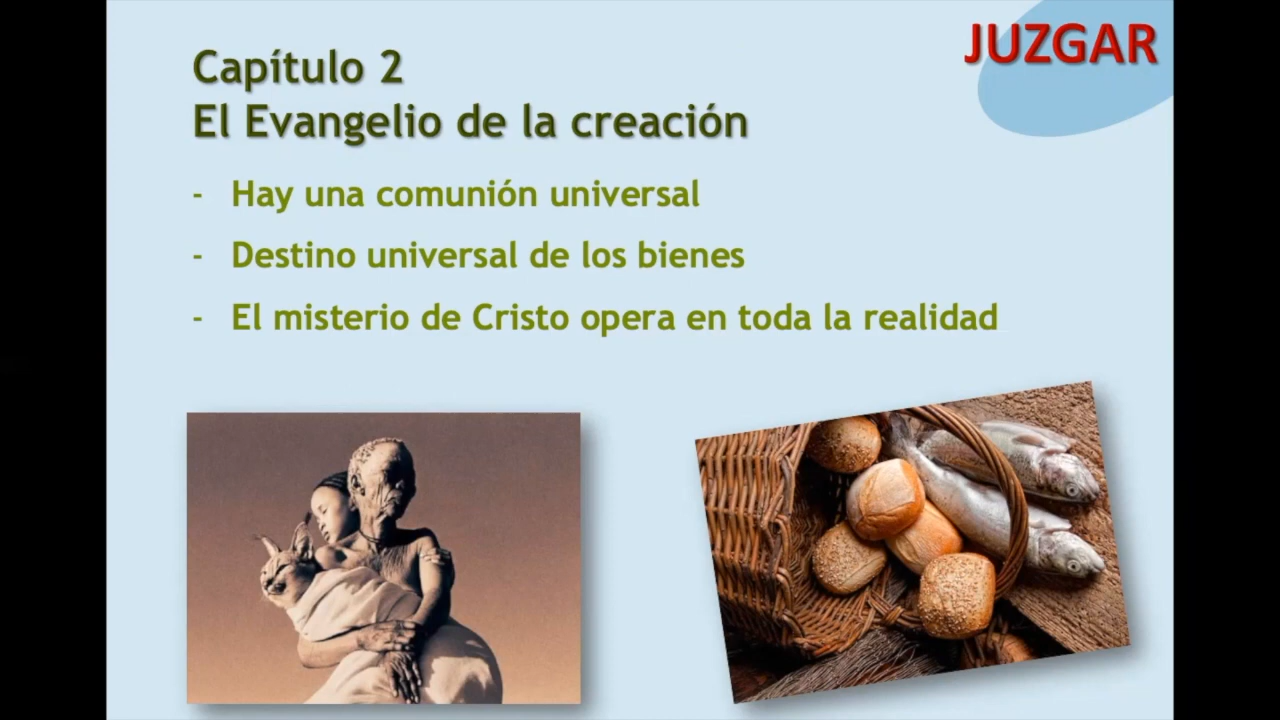 JUZGAR
Capítulo 2
El Evangelio de la creación
- Hay una comunión universal
- Destino universal de los bienes
- El misterio de Cristo opera en toda la realidad